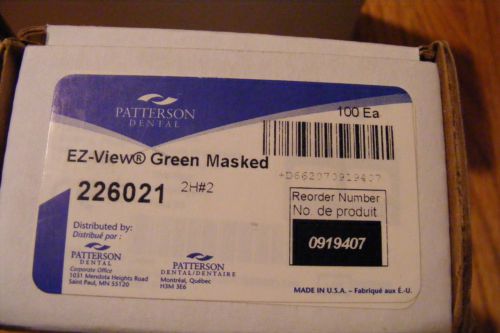 PATTERSON
DENTAL
100 Ea
EZ-View® Green Masked
+D662070919407
226021 2H#2
Reorder Number
No. de produit
0919407
Distributed by:
Distribué par :
PATTERSON
DENTAL
Corporate Office
1031 Mendota Heights Road
Saint Paul, MN 55120
PATTERSON
DENTAL/DENTAIRE
Montréal, Québec
H3M 3E6
MADE IN U.S.A. – Fabriqué aux É.-U.